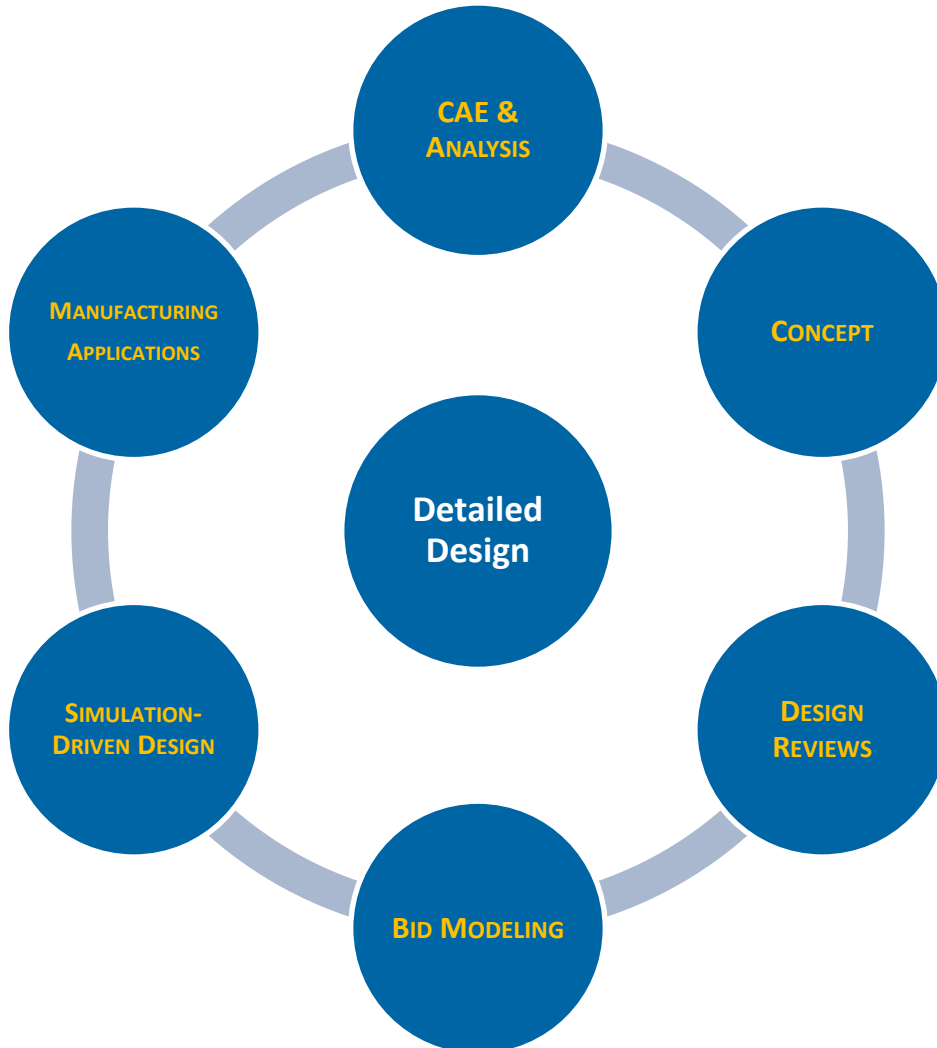 CAE &
ANALYSIS
CONCEPT
DESIGN
REVIEWS
BID MODELING
SIMULATION-
DRIVEN DESIGN
MANUFACTURING
APPLICATIONS
Detailed
Design